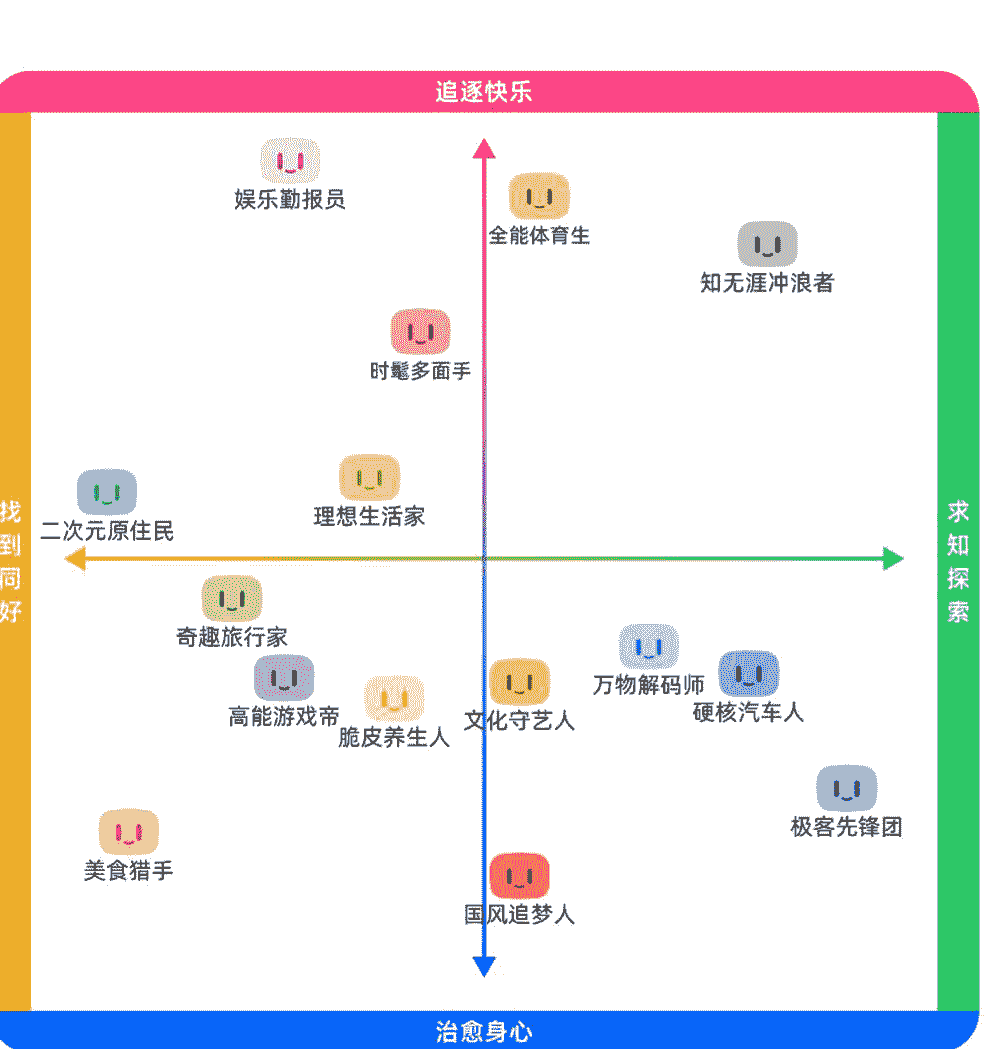 追逐快乐
娱乐勤报员
全能体育生
知无涯冲浪者
时髦多面手
找到同好
求知探索
理想生活家
二次元原住民
奇趣旅行家
高能游戏帝
脆皮养生人
文化守艺人
万物解码师
硬核汽车人
极客先锋团
美食猎手
国风追梦人
治愈身心